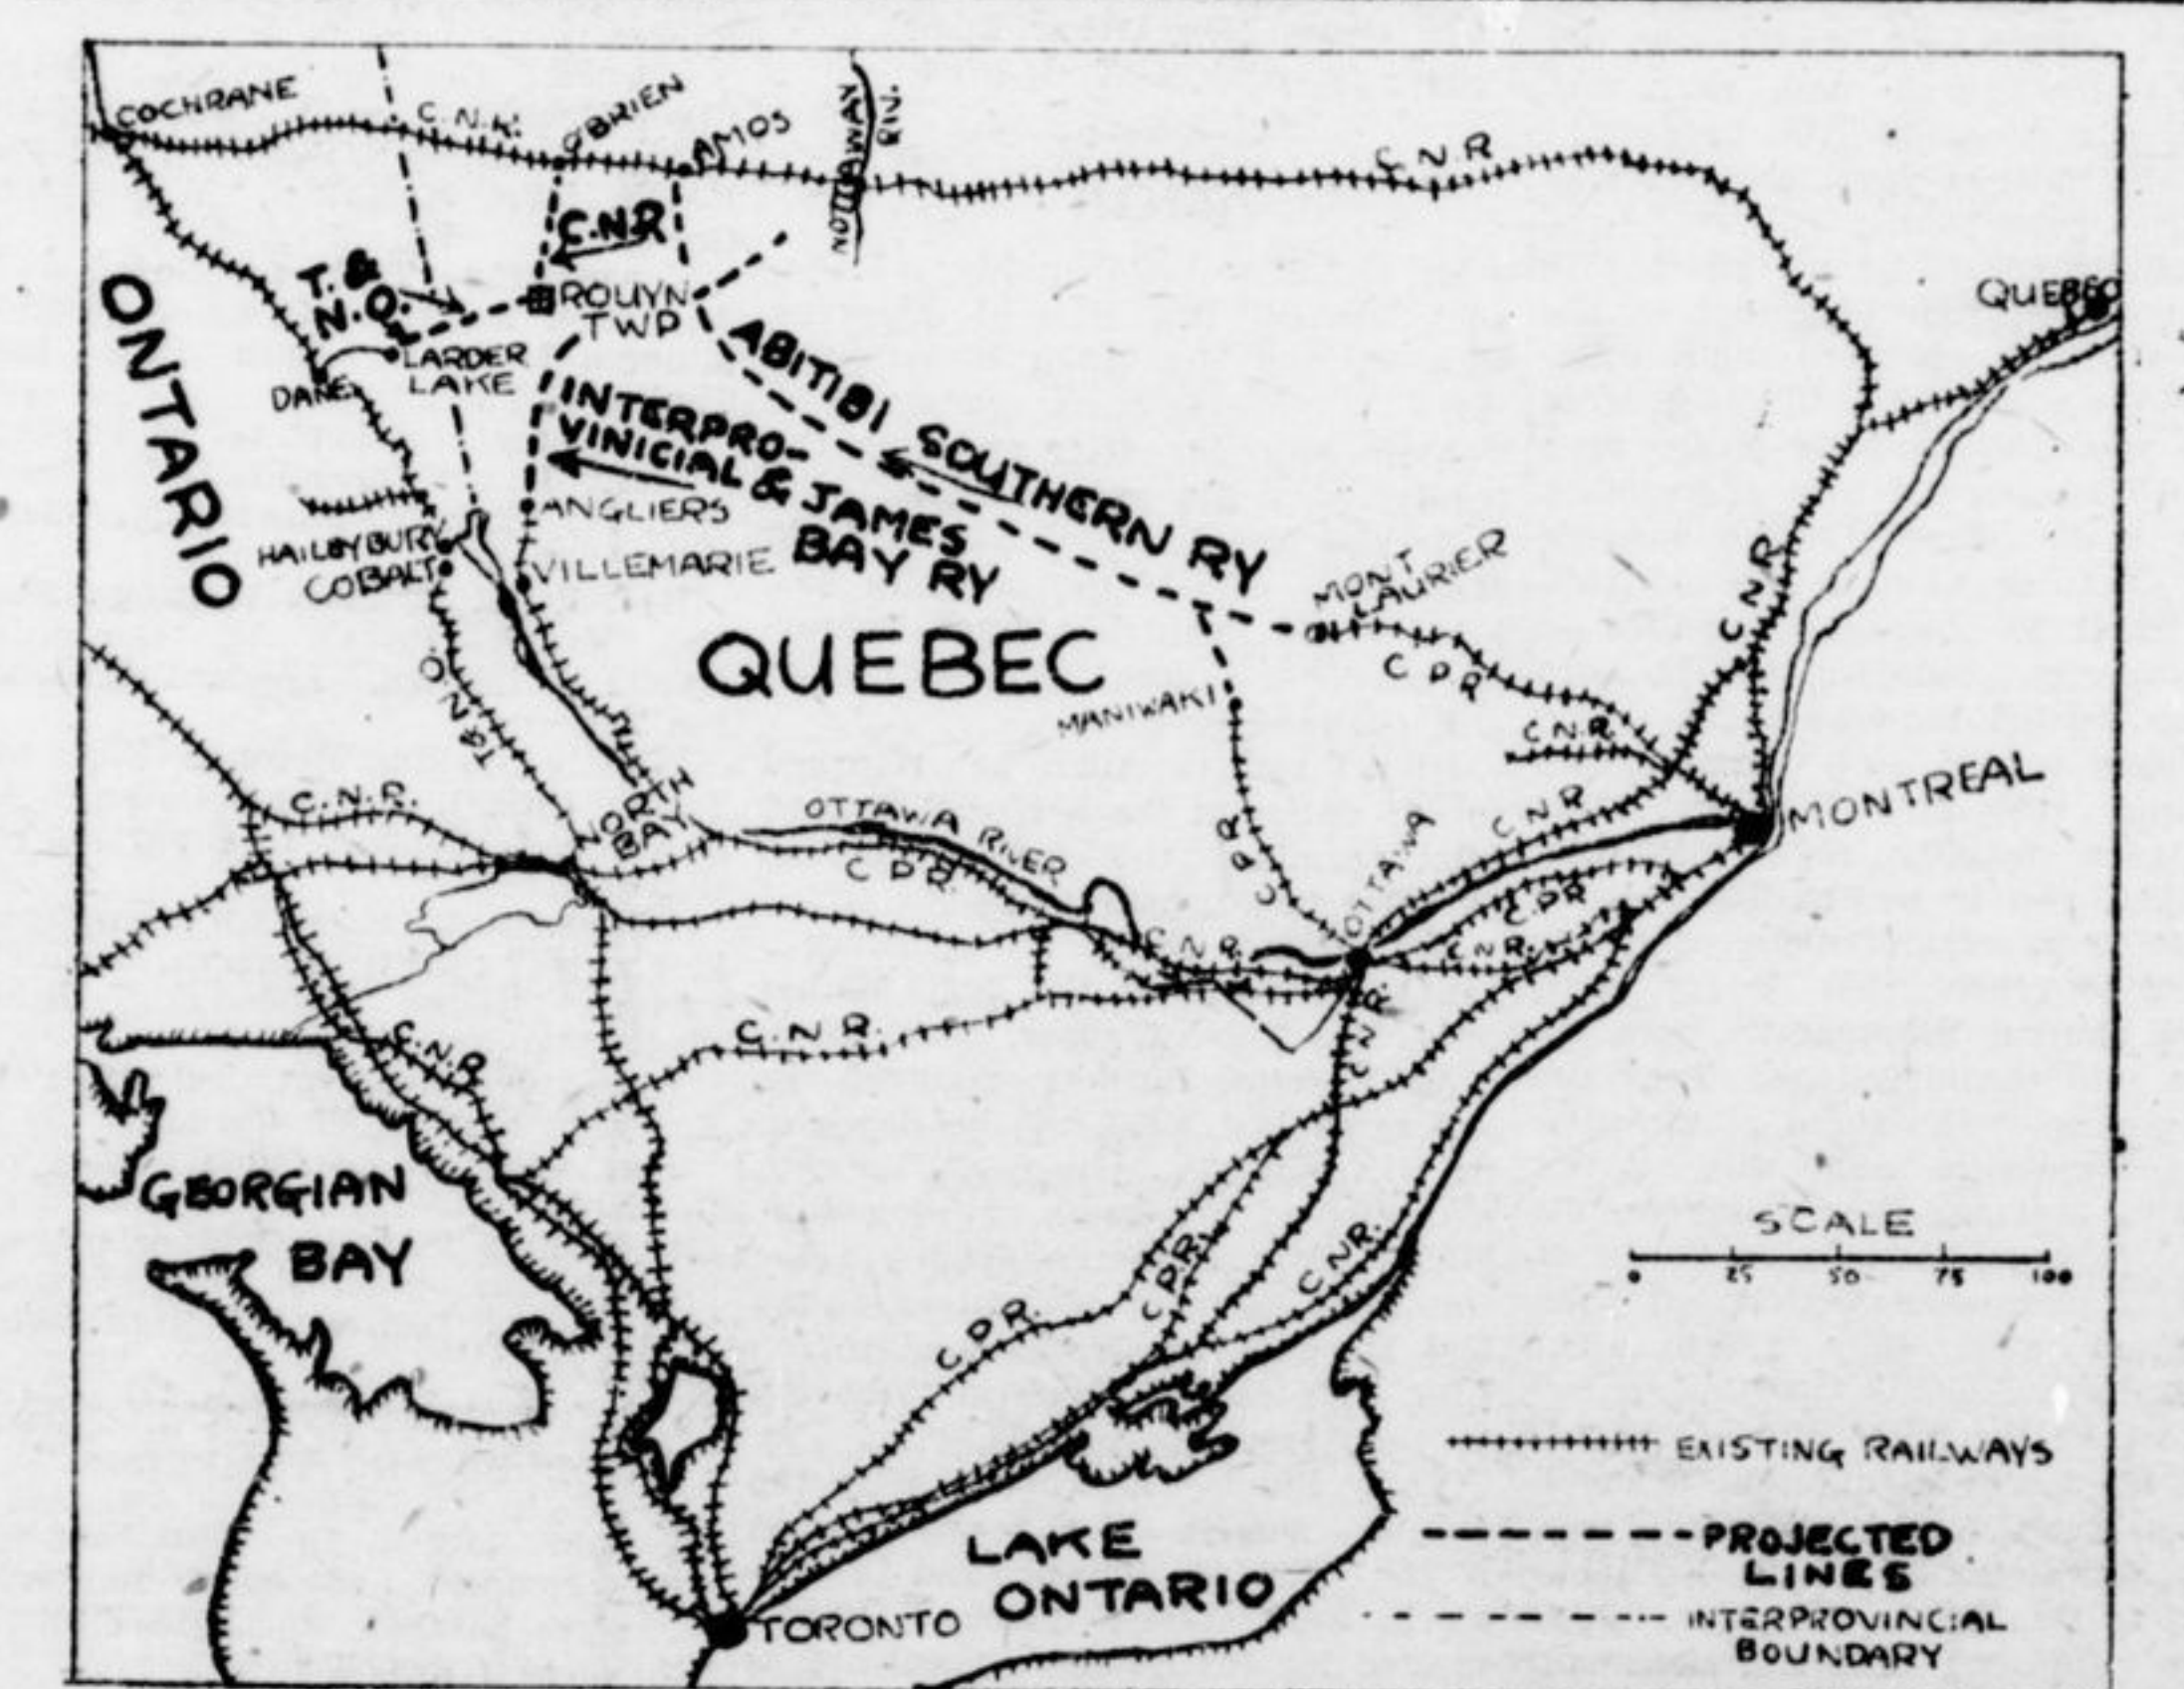 COCHRANE
C.N.R.
O'BRIEN
AMOS
NOTTAWAY
RIV.
C N R
QUEBEC
C.N.R
T. &
N.O.
ROUYN
TWP
ONTARIO
LARDER
LAKE
DANE
ABITIBI SOUTHERN RY
INTERPRO-
VINICIAL & JAMES
BAY RY
ANGLIERS
HAILEYBURY
COBALT
VILLEMARIE
MONT
LAURIER
C N R
QUEBEC
C P R
MANIWAKI
T & N O
C.N.R.
C.N.R.
NORTH
BAY
OTTAWA RIVER
C P R
C P R
OTTAWA
C N R
MONTREAL
C P R
C.N.R.
C N R
C N R
C.N.R.
C.N.R
GEORGIAN
BAY
SCALE
0 25 50 75 100
C P R
C.N.R.
C P R.
EXISTING RAILWAYS
PROJECTED
LINES
LAKE
ONTARIO
TORONTO
INTERPROVINCIAL
BOUNDARY